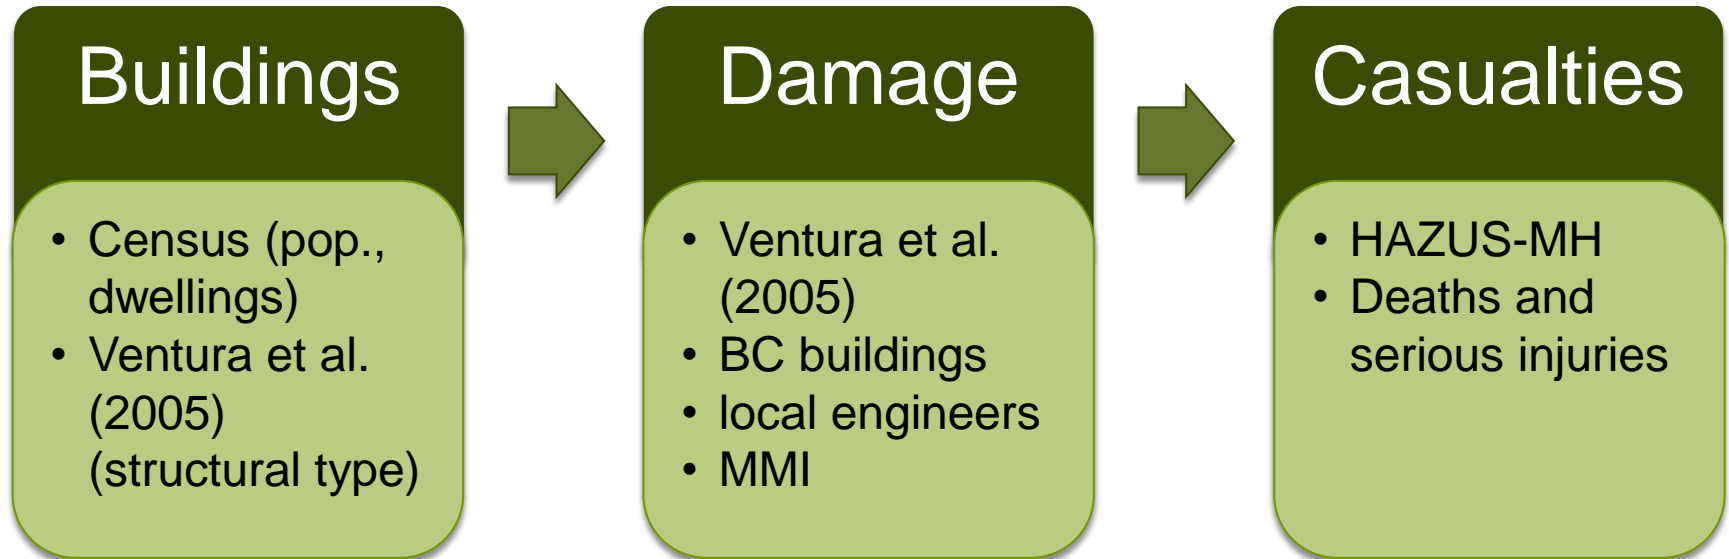 Buildings
• Census (pop.,
dwellings)
• Ventura et al.
(2005)
(structural type)
Damage
• Ventura et al.
(2005)
• BC buildings
• local engineers
• MMI
Casualties
• HAZUS-MH
• Deaths and
serious injuries